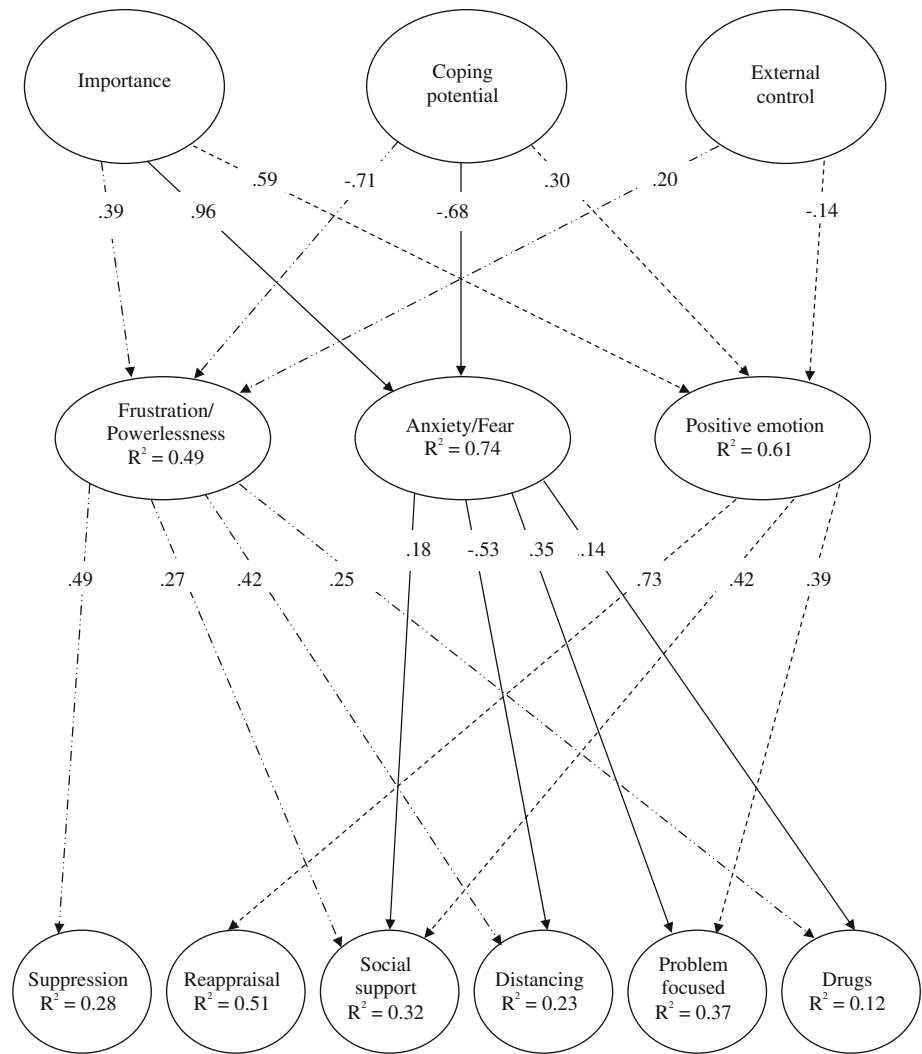 Importance
Coping
potential
External
control
.59
-.71
.30
.20
.39
.96
-.68
-.14
Frustration/
Powerlessness
R² = 0.49
Anxiety/Fear
R² = 0.74
Positive emotion
R² = 0.61
.18
-.53
.35
.14
.49
.27
.42
.25
.73
.42
.39
Suppression
R² = 0.28
Reappraisal
R² = 0.51
Social
support
R² = 0.32
Distancing
R² = 0.23
Problem
focused
R² = 0.37
Drugs
R² = 0.12